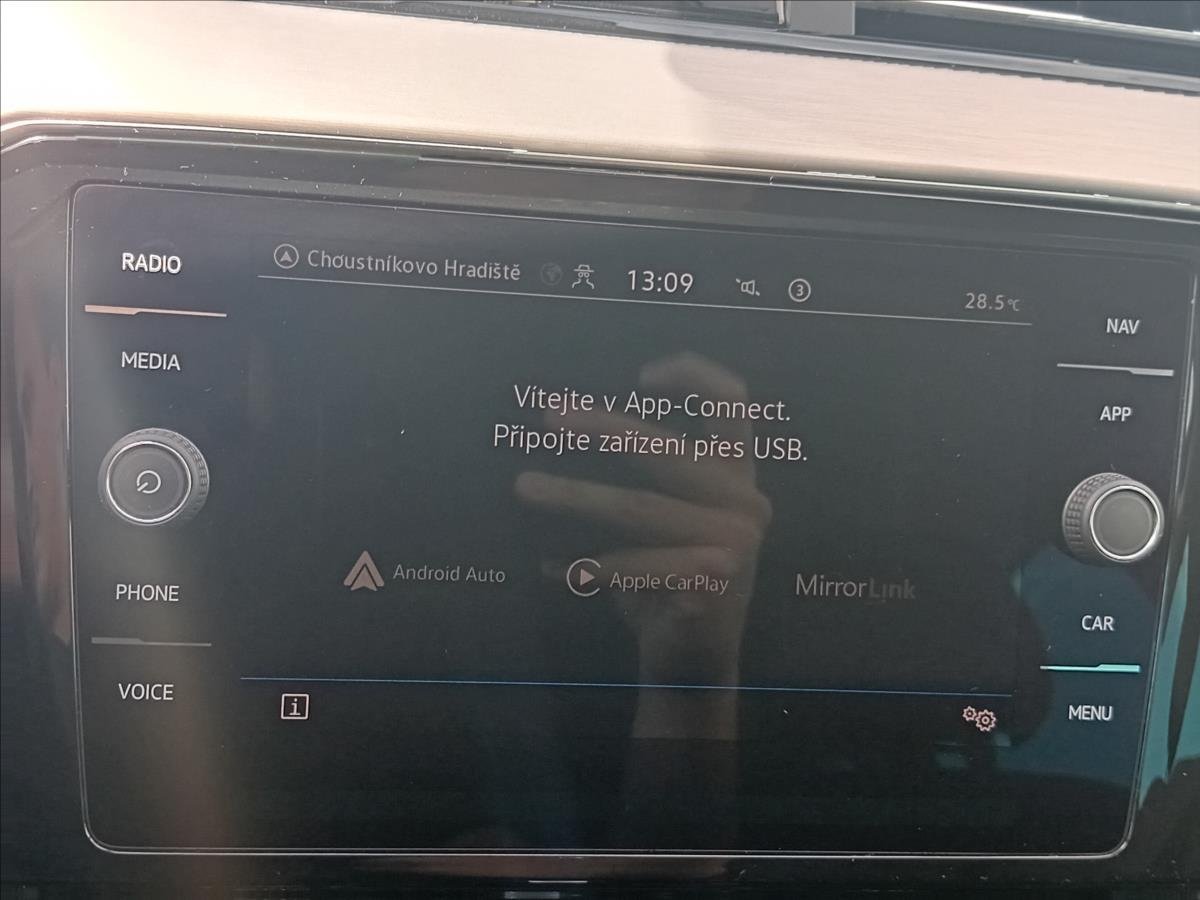 RADIO
Choustníkovo Hradiště
13:09
3
28.5°C
NAV
MEDIA
APP
Vítejte v App-Connect.
Připojte zařízení přes USB.
Android Auto
Apple CarPlay
MirrorLink
PHONE
CAR
VOICE
i
MENU